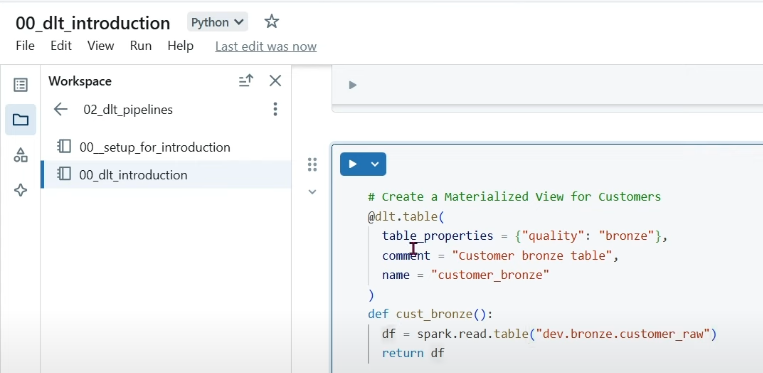 00_dlt_introduction Python
File Edit View Run Help Last edit was now
Workspace
02_dlt_pipelines
00__setup_for_introduction
00_dlt_introduction
# Create a Materialized View for Customers
@dlt.table(
table_properties = {"quality": "bronze"},
comment = "Customer bronze table",
name = "customer_bronze"
)
def cust_bronze():
df = spark.read.table("dev.bronze.customer_raw")
return df